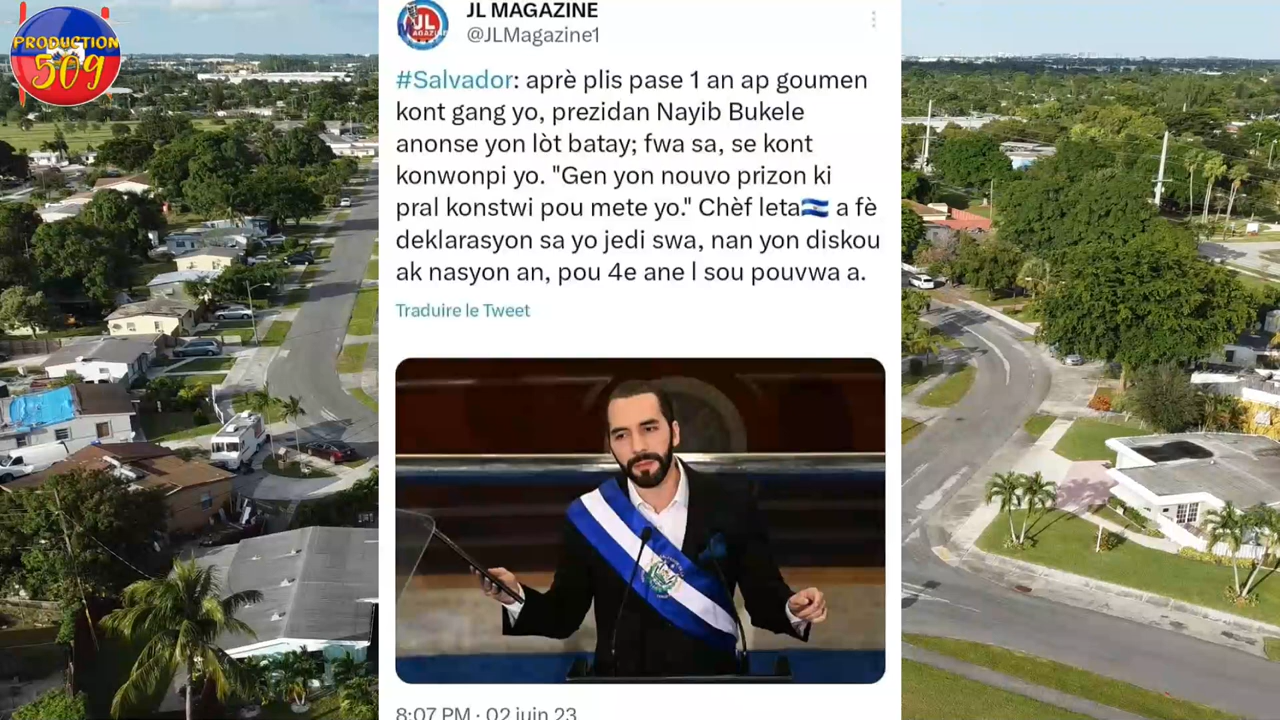 PRODUCTION
509
JL MAGAZINE
@JLMagazine1
#Salvador: aprè plis pase 1 an ap goumen
kont gang yo, prezidan Nayib Bukele
anonse yon lòt batay; fwa sa, se kont
konwonpi yo. "Gen yon nouvo prizon ki
pral konstwi pou mete yo." Chèf leta🇸🇻 a fè
deklarasyon sa yo jedi swa, nan yon diskou
ak nasyon an, pou 4e ane l sou pouvwa a.
Traduire le Tweet
8:07 PM · 02 juin 23